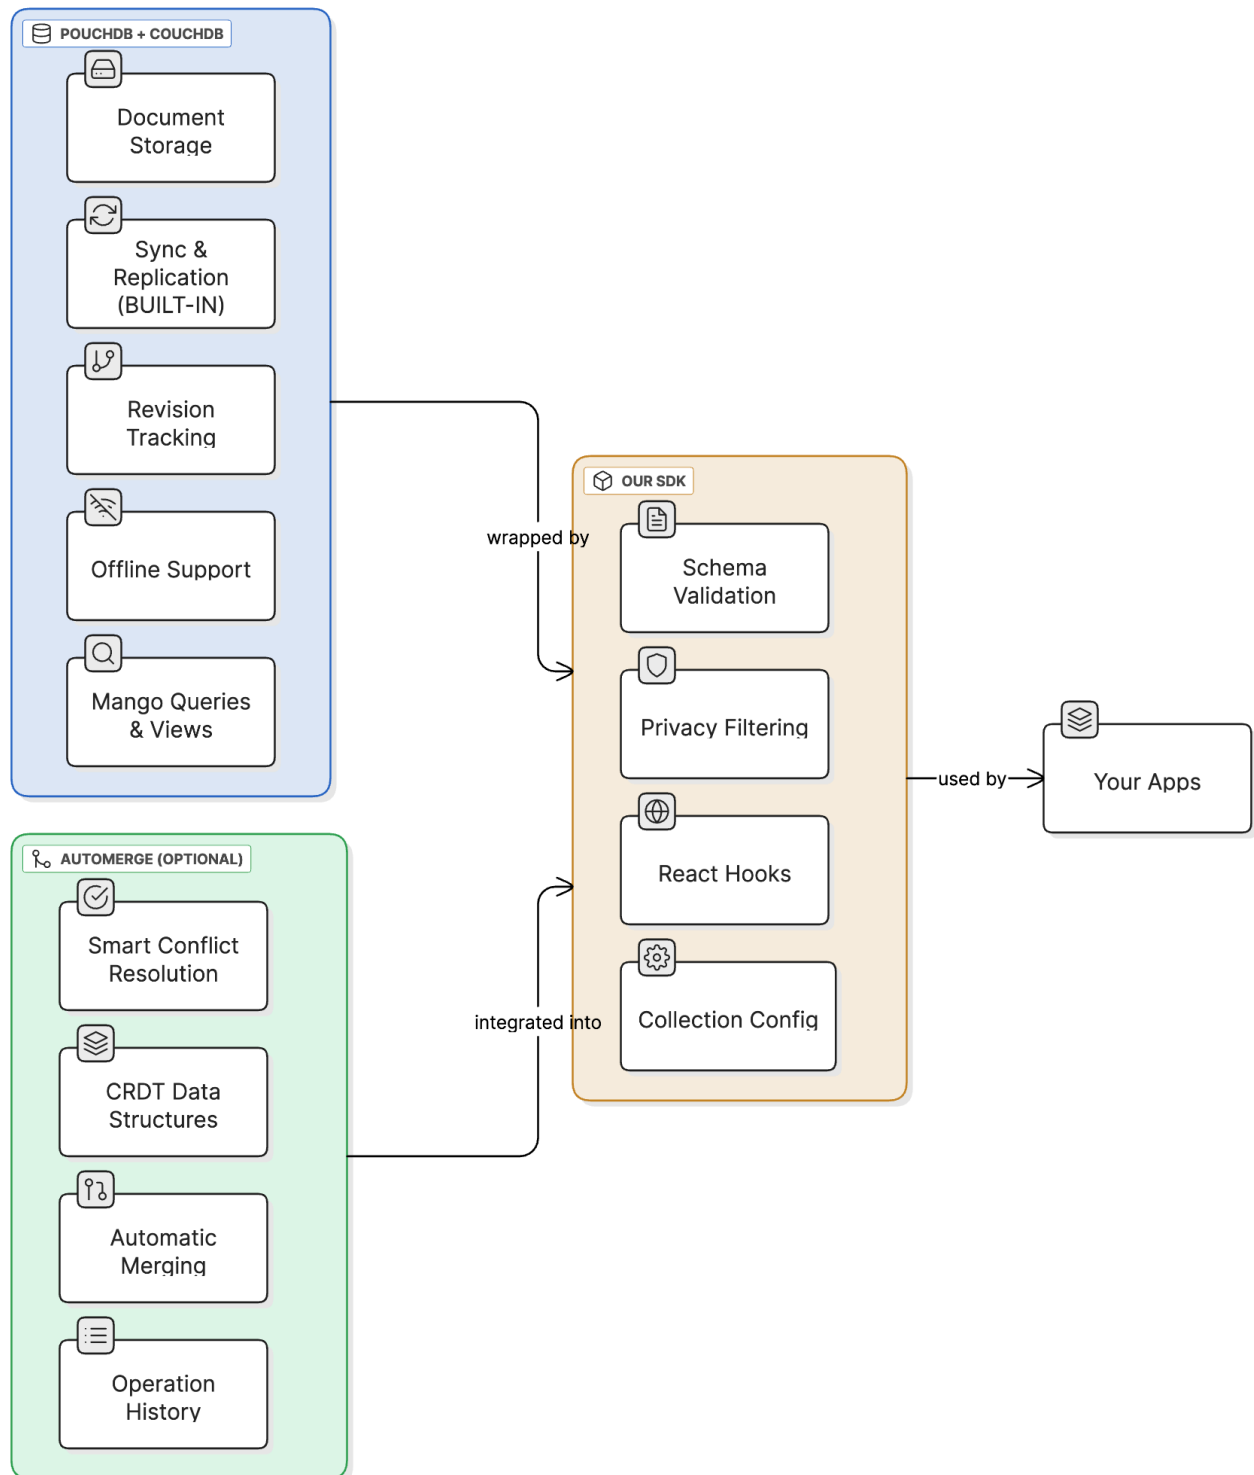 POUCHDB + COUCHDB
Document
Storage
Sync &
Replication
(BUILT-IN)
Revision
Tracking
Offline Support
Mango Queries
& Views
wrapped by
OUR SDK
Schema
Validation
Privacy Filtering
React Hooks
Collection Config
used by
Your Apps
AUTOMERGE (OPTIONAL)
Smart Conflict
Resolution
CRDT Data
Structures
Automatic
Merging
Operation
History
integrated into